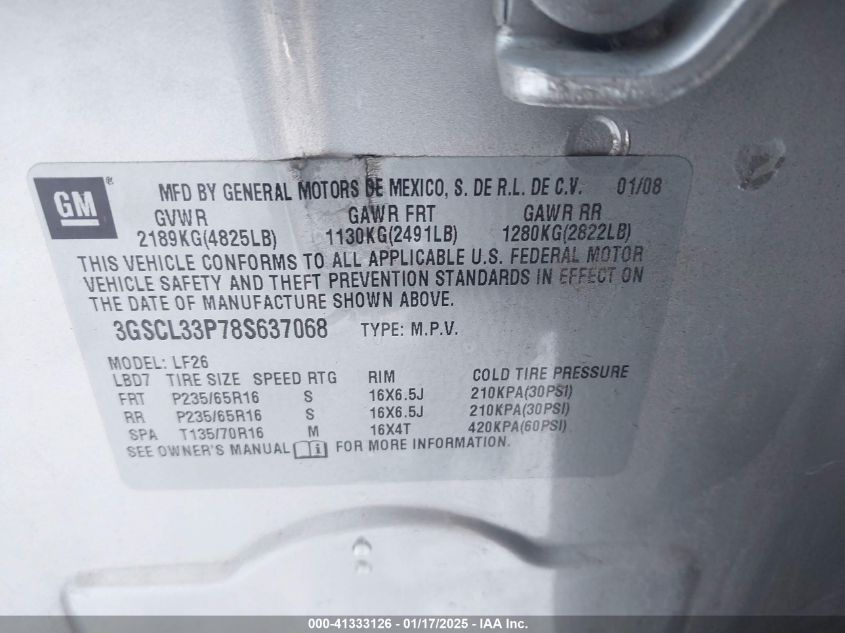 GM ®
MFD BY GENERAL MOTORS DE MEXICO, S. DE R.L. DE C.V. 01/08
GVWR GAWR FRT GAWR RR
2189KG(4825LB) 1130KG(2491LB) 1280KG(2822LB)
THIS VEHICLE CONFORMS TO ALL APPLICABLE U.S. FEDERAL MOTOR
VEHICLE SAFETY AND THEFT PREVENTION STANDARDS IN EFFECT ON
THE DATE OF MANUFACTURE SHOWN ABOVE.
3GSCL33P78S637068 TYPE: M.P.V.
MODEL: LF26
LBD7 TIRE SIZE SPEED RTG RIM COLD TIRE PRESSURE
FRT P235/65R16 S 16X6.5J 210KPA(30PSI)
RR P235/65R16 S 16X6.5J 210KPA(30PSI)
SPA T135/70R16 M 16X4T 420KPA(60PSI)
SEE OWNER'S MANUAL i FOR MORE INFORMATION.
000-41333126 - 01/17/2025 - IAA Inc.